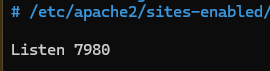 # /etc/apache2/sites-enabled/
Listen 7980